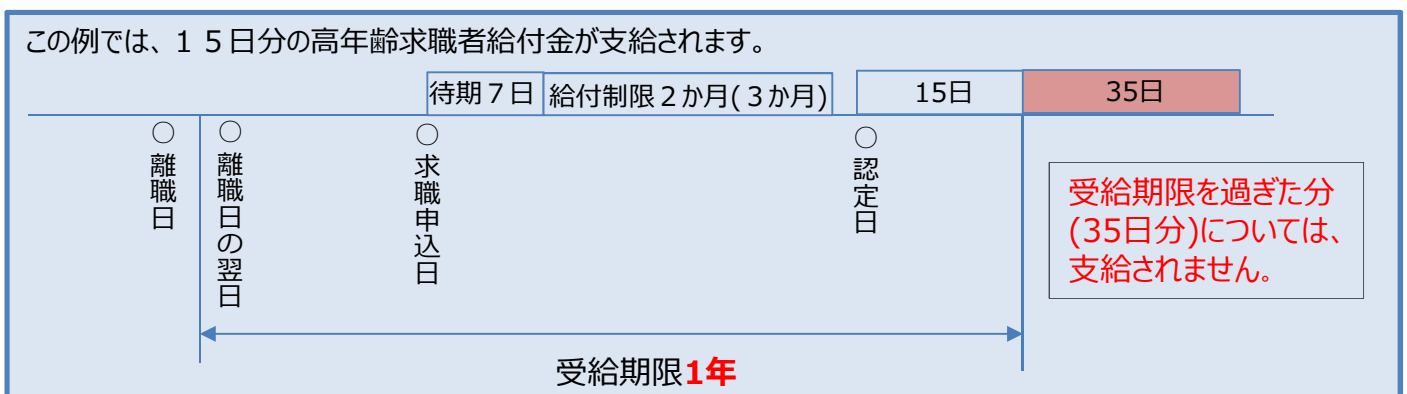 この例では、１５日分の高年齢求職者給付金が支給されます。
待期７日
給付制限２か月(３か月)
15日
35日
○離職日
○離職日の翌日
○求職申込日
○認定日
受給期限を過ぎた分
(35日分)については、
支給されません。
受給期限1年